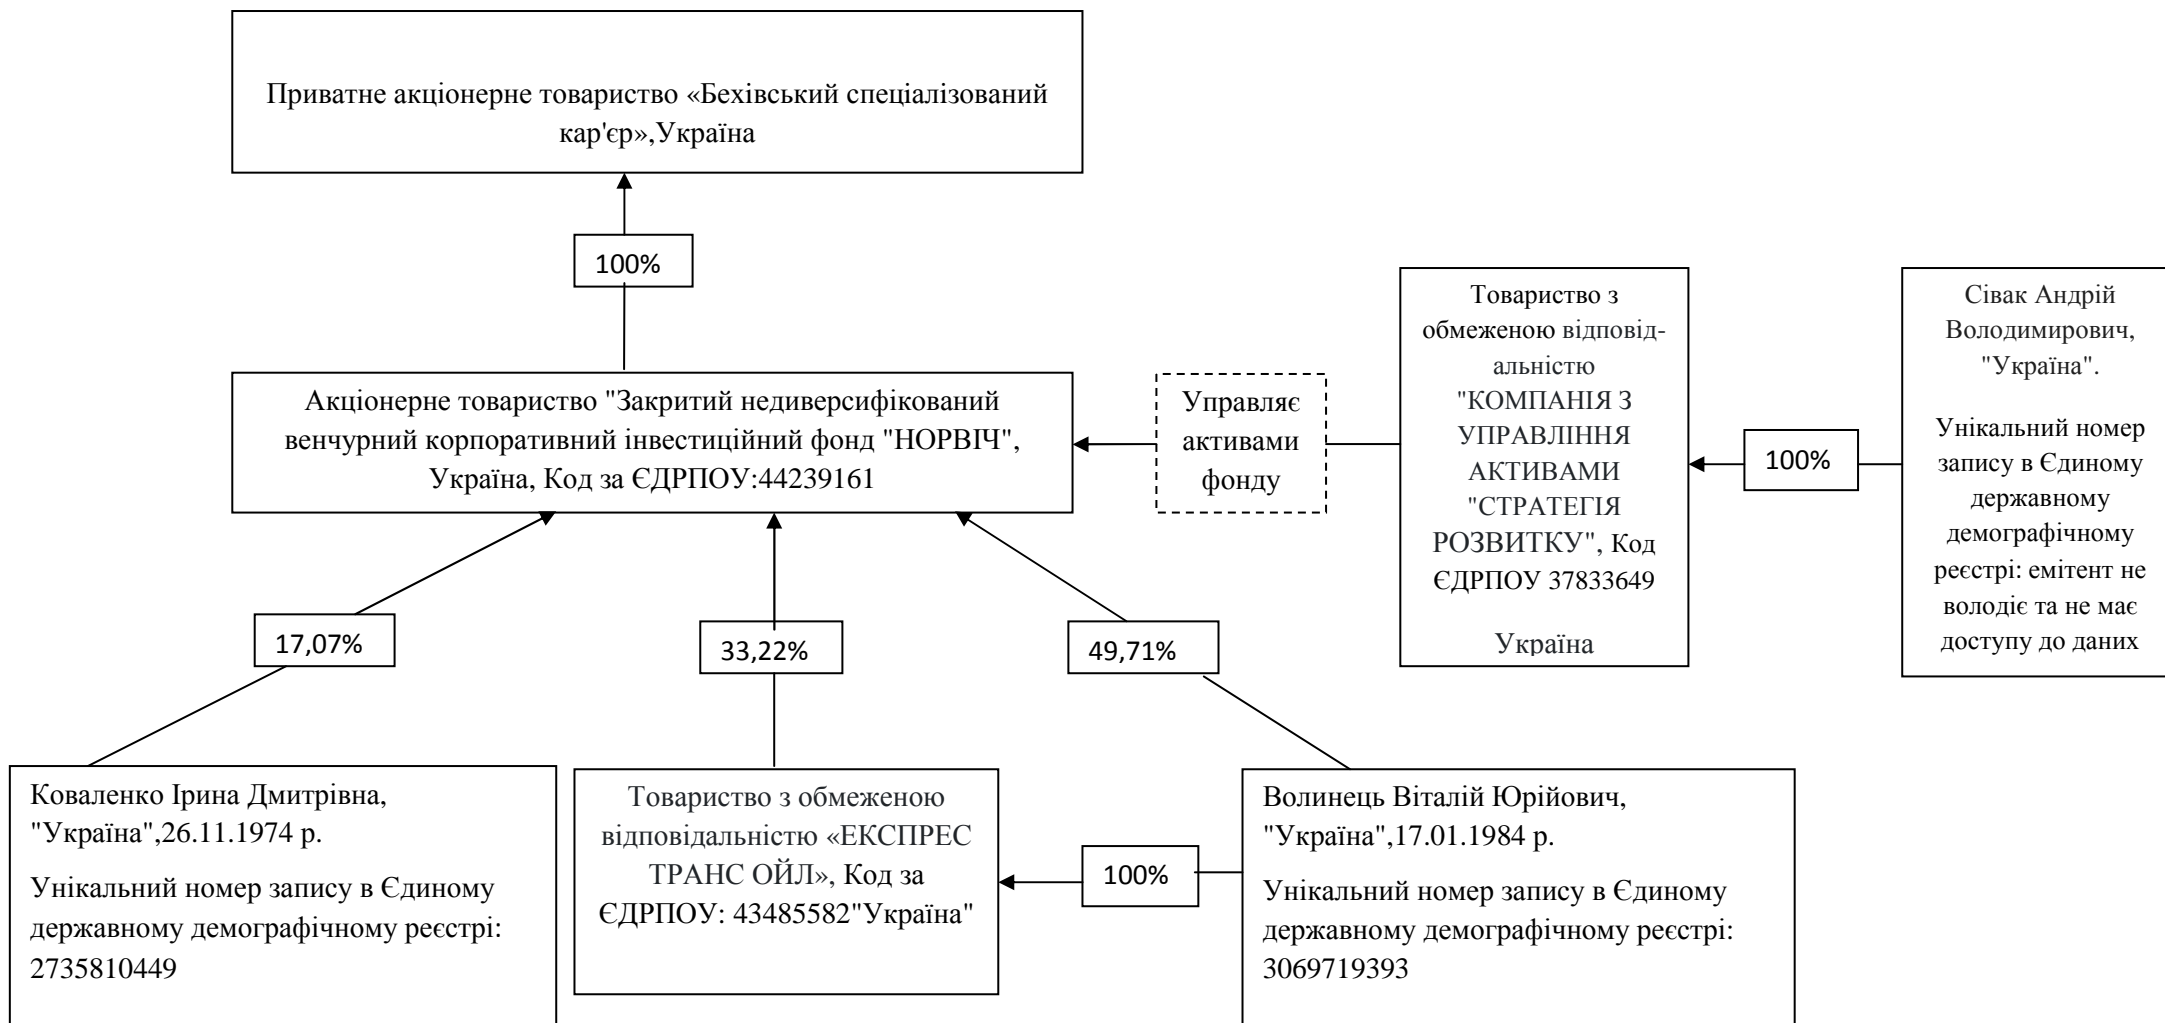 Приватне акціонерне товариство «Бехівський спеціалізований
кар'єр»,Україна
100%
Акціонерне товариство "Закритий недиверсифікований
венчурний корпоративний інвестиційний фонд "НОРВІЧ",
Україна, Код за ЄДРПОУ:44239161
Управляє
активами
фонду
Товариство з
обмеженою відповід-
альністю
"КОМПАНІЯ З
УПРАВЛІННЯ
АКТИВАМИ
"СТРАТЕГІЯ
РОЗВИТКУ", Код
ЄДРПОУ 37833649
Україна
100%
Сівак Андрій
Володимирович,
"Україна".
Унікальний номер
запису в Єдиному
державному
демографічному
реєстрі: емітент не
володіє та не має
доступу до даних
17,07%
33,22%
49,71%
Коваленко Ірина Дмитрівна,
"Україна",26.11.1974 р.
Унікальний номер запису в Єдиному
державному демографічному реєстрі:
2735810449
Товариство з обмеженою
відповідальністю «ЕКСПРЕС
ТРАНС ОЙЛ», Код за
ЄДРПОУ: 43485582"Україна"
100%
Волинець Віталій Юрійович,
"Україна",17.01.1984 р.
Унікальний номер запису в Єдиному
державному демографічному реєстрі:
3069719393